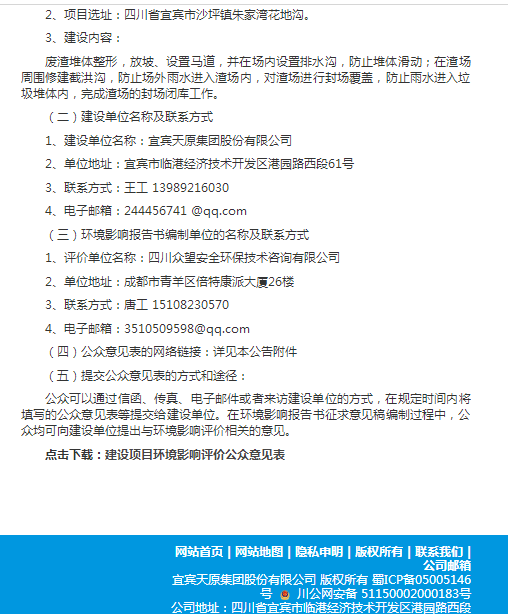 2、项目选址：四川省宜宾市沙坪镇朱家湾花地沟。
3、建设内容：
废渣堆体整形，放坡、设置马道，并在场内设置排水沟，防止堆体滑动；在渣场
周围修建截洪沟，防止场外雨水进入渣场内，对渣场进行封场覆盖，防止雨水进入垃
圾堆体内，完成渣场的封场闭库工作。
（二）建设单位名称及联系方式
1、建设单位名称：宜宾天原集团股份有限公司
2、单位地址：宜宾市临港经济技术开发区港园路西段61号
3、联系方式：王工 13989216030
4、电子邮箱：244456741 @qq.com
（三）环境影响报告书编制单位的名称及联系方式
1、评价单位名称：四川众望安全环保技术咨询有限公司
2、单位地址：成都市青羊区倍特康派大厦26楼
3、联系方式：唐工 15108230570
4、电子邮箱：3510509598@qq.com
（四）公众意见表的网络链接：详见本公告附件
（五）提交公众意见表的方式和途径：
公众可以通过信函、传真、电子邮件或者来访建设单位的方式，在规定时间内将
填写的公众意见表等提交给建设单位。在环境影响报告书征求意见稿编制过程中，公
众均可向建设单位提出与环境影响评价相关的意见。
点击下载：建设项目环境影响评价公众意见表
网站首页 | 网站地图 | 隐私申明 | 版权所有 | 联系我们 |
公司邮箱
宜宾天原集团股份有限公司 版权所有 蜀ICP备05005146
号 川公网安备 51150002000183号
公司地址：四川省宜宾市临港经济技术开发区港园路西段